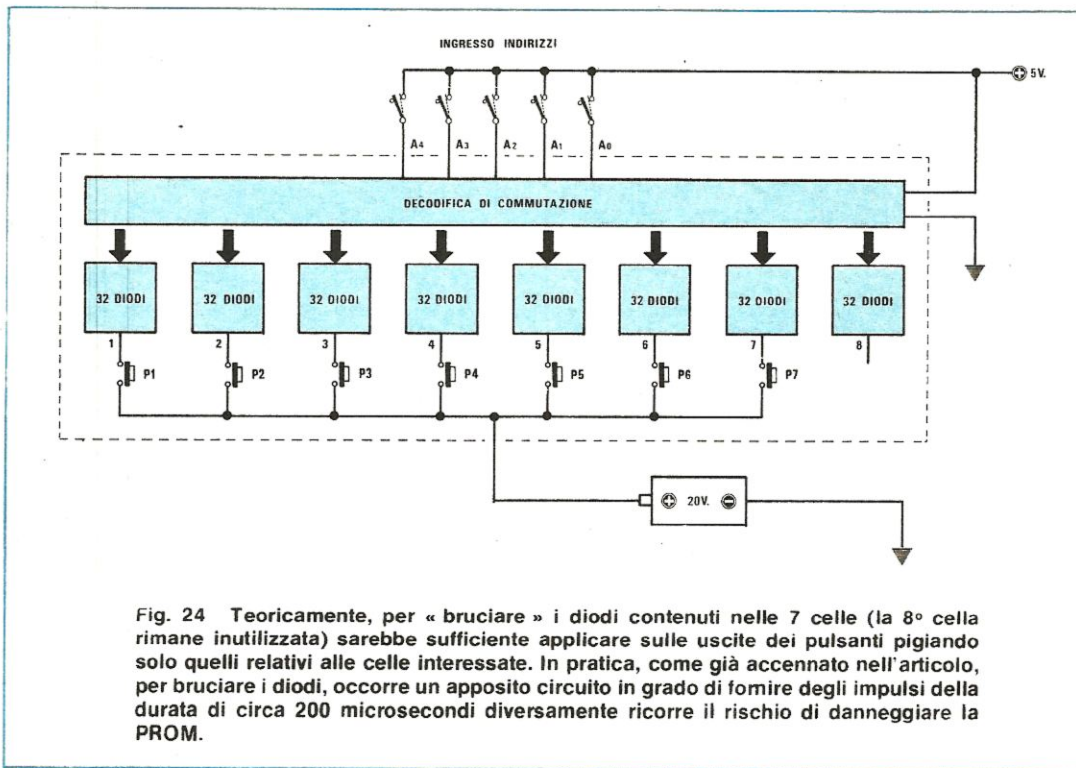 INGRESSO INDIRIZZI
5V.
A4 A3 A2 A1 A0
DECODIFICA DI COMMUTAZIONE
32 DIODI 32 DIODI 32 DIODI 32 DIODI 32 DIODI 32 DIODI 32 DIODI 32 DIODI
1 2 3 4 5 6 7 8
P1 P2 P3 P4 P5 P6 P7
20V.
Fig. 24 Teoricamente, per « bruciare » i diodi contenuti nelle 7 celle (la 8º cella
rimane inutilizzata) sarebbe sufficiente applicare sulle uscite dei pulsanti pigiando
solo quelli relativi alle celle interessate. In pratica, come già accennato nell'articolo,
per bruciare i diodi, occorre un apposito circuito in grado di fornire degli impulsi della
durata di circa 200 microsecondi diversamente ricorre il rischio di danneggiare la
PROM.